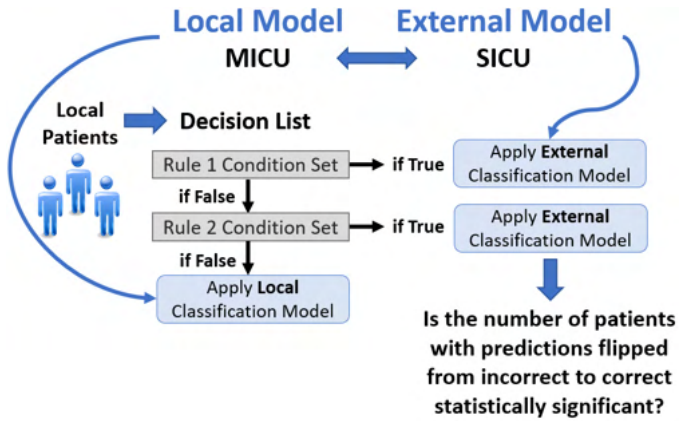 Local Model
External Model
MICU
SICU
Local
Patients
Decision List
Rule 1 Condition Set
if True
Apply External
Classification Model
if False
Rule 2 Condition Set
if True
Apply External
Classification Model
if False
Apply Local
Classification Model
Is the number of patients
with predictions flipped
from incorrect to correct
statistically significant?